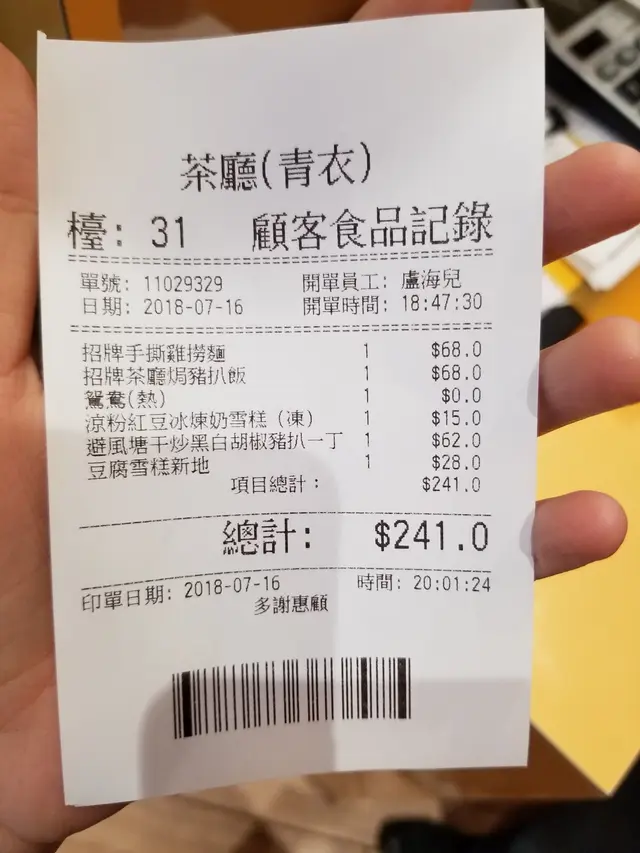 茶廳(青衣)
檯: 31 顧客食品記錄
單號: 11029329 開單員工: 盧海兒
日期: 2018-07-16 開單時間: 18:47:30
招牌手撕雞撈麵 1 $68.0
招牌茶廳焗豬扒飯 1 $68.0
鴛鴦(熱) 1 $0.0
涼粉紅豆冰煉奶雪糕 (凍) 1 $15.0
避風塘干炒黑白胡椒豬扒一丁 1 $62.0
豆腐雪糕新地 1 $28.0
項目總計: $241.0
總計: $241.0
印單日期: 2018-07-16 時間: 20:01:24
多謝惠顧